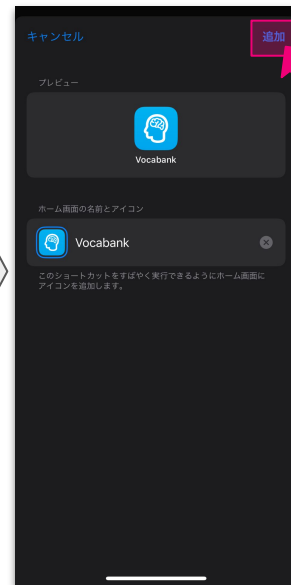 キャンセル
追加
プレビュー
Vocabank
ホーム画面の名前とアイコン
Vocabank
このショートカットをすばやく実行できるようにホーム画面に
アイコンを追加します。